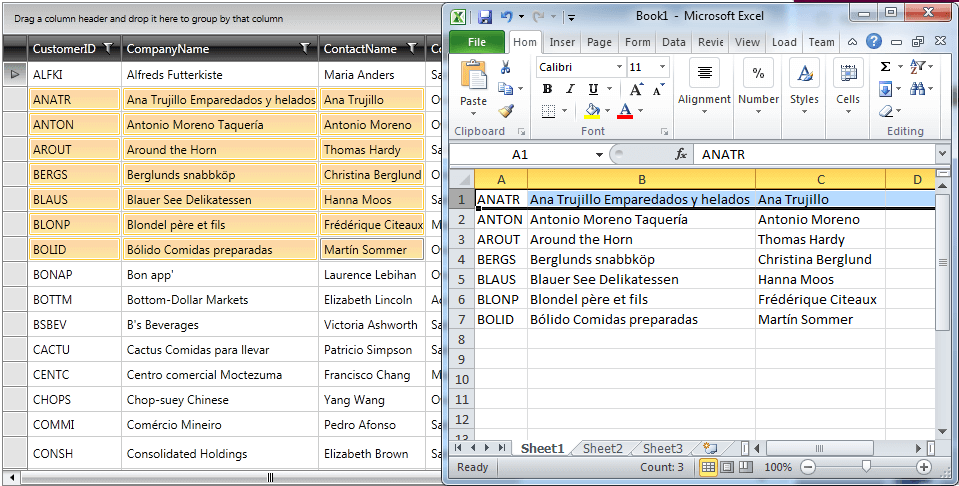 Drag a column header and drop it here to group by that column
CustomerID CompanyName ContactName Co
ALFKI Alfreds Futterkiste Maria Anders Sa
ANATR Ana Trujillo Emparedados y helados Ana Trujillo O
ANTON Antonio Moreno Taquería Antonio Moreno O
AROUT Around the Horn Thomas Hardy Sa
BERGS Berglunds snabbköp Christina Berglund O
BLAUS Blauer See Delikatessen Hanna Moos Sa
BLONP Blondel père et fils Frédérique Citeaux M
BOLID Bólido Comidas preparadas Martín Sommer O
BONAP Bon app' Laurence Lebihan O
BOTTM Bottom-Dollar Markets Elizabeth Lincoln Ac
BSBEV B's Beverages Victoria Ashworth Sa
CACTU Cactus Comidas para llevar Patricio Simpson Sa
CENTC Centro comercial Moctezuma Francisco Chang M
CHOPS Chop-suey Chinese Yang Wang O
COMMI Comércio Mineiro Pedro Afonso Sa
CONSH Consolidated Holdings Elizabeth Brown Sa
Book1 - Microsoft Excel
File Hom Inser Page Form Data Revie View Load Team
Paste
Clipboard
Calibri 11
B I U A A
A
Font
Alignment
%
Number
A
Styles
Cells
Σ A Z
Editing
A1 fx ANATR
A B C D
1 ANATR Ana Trujillo Emparedados y helados Ana Trujillo
2 ANTON Antonio Moreno Taquería Antonio Moreno
3 AROUT Around the Horn Thomas Hardy
4 BERGS Berglunds snabbköp Christina Berglund
5 BLAUS Blauer See Delikatessen Hanna Moos
6 BLONP Blondel père et fils Frédérique Citeaux
7 BOLID Bólido Comidas preparadas Martín Sommer
8
9
10
11
12
13
Sheet1 Sheet2 Sheet3
Ready Count: 3 100%